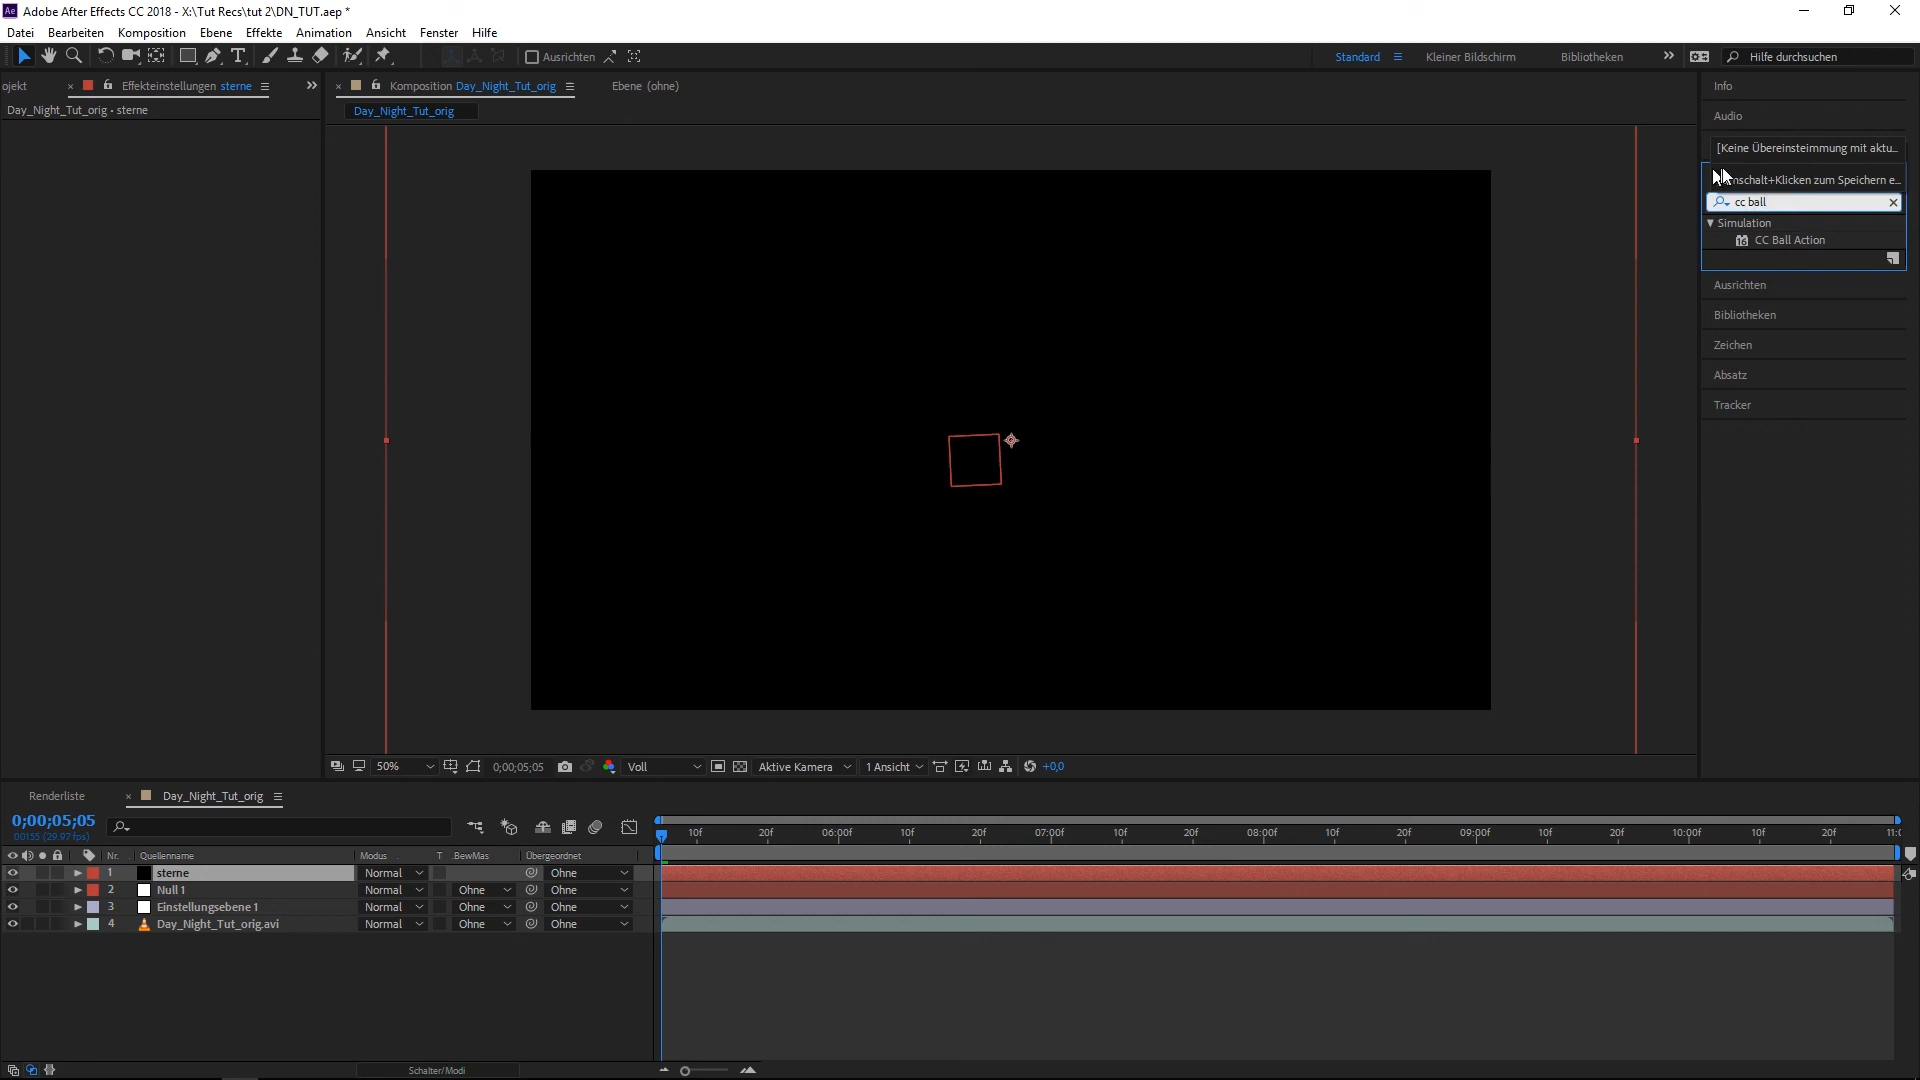 Adobe After Effects CC 2018 - X:\Tut Recs\tut 2\DN_TUT.aep *
Datei Bearbeiten Komposition Ebene Effekte Animation Ansicht Fenster Hilfe
Ausrichten Standard Kleiner Bildschirm Bibliotheken Hilfe durchsuchen
ojekt Effekteinstellungen sterne Komposition Day_Night_Tut_orig Ebene (ohne) Info
Day_Night_Tut_orig - sterne
Day_Night_Tut_orig
Audio
[Keine Übereinsteimmung mit aktu...
mschalt+Klicken zum Speichern e...
cc ball
Simulation
16 CC Ball Action
Ausrichten
Bibliotheken
Zeichen
Absatz
Tracker
50% 0;00;05;05 Voll Aktive Kamera 1 Ansicht +0,0
Renderliste Day_Night_Tut_orig
0;00;05;05
00155 (29.97 fps)
10f 20f 06:00f 10f 20f 07:00f 10f 20f 08:00f 10f 20f 09:00f 10f 20f 10:00f 10f 20f 11:0
Nr. Quellenname Modus T .BewMas Übergeordnet
1 sterne Normal Ohne
2 Null 1 Normal Ohne Ohne
3 Einstellungsebene 1 Normal Ohne Ohne
4 Day_Night_Tut_orig.avi Normal Ohne Ohne
Schalter/Modi